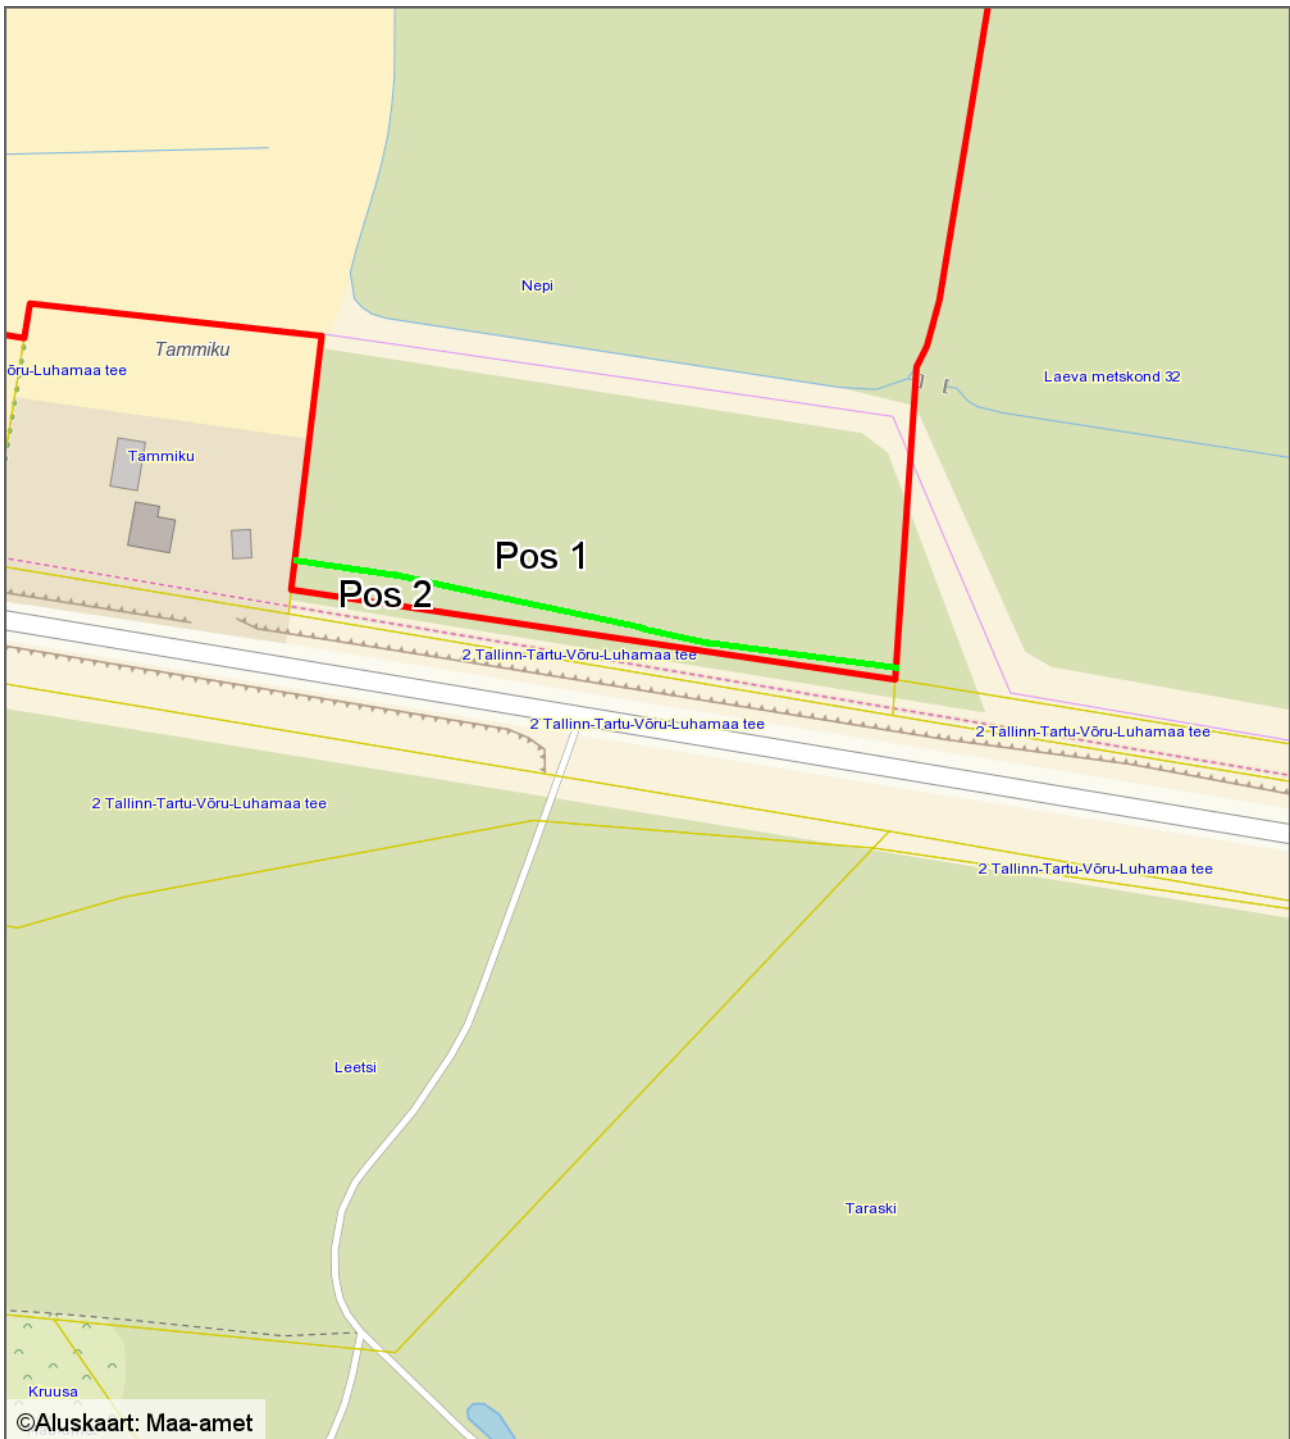 Nepi
Tammiku
õru-Luhamaa tee
Laeva metskond 32
Tammiku
Pos 1
Pos 2
2 Tallinn-Tartu-Võru-Luhamaa tee
2 Tallinn-Tartu-Võru-Luhamaa tee
2 Tallinn-Tartu-Võru-Luhamaa tee
2 Tallinn-Tartu-Võru-Luhamaa tee
2 Tallinn-Tartu-Võru-Luhamaa tee
Leetsi
Taraski
Kruusa
©Aluskaart: Maa-amet